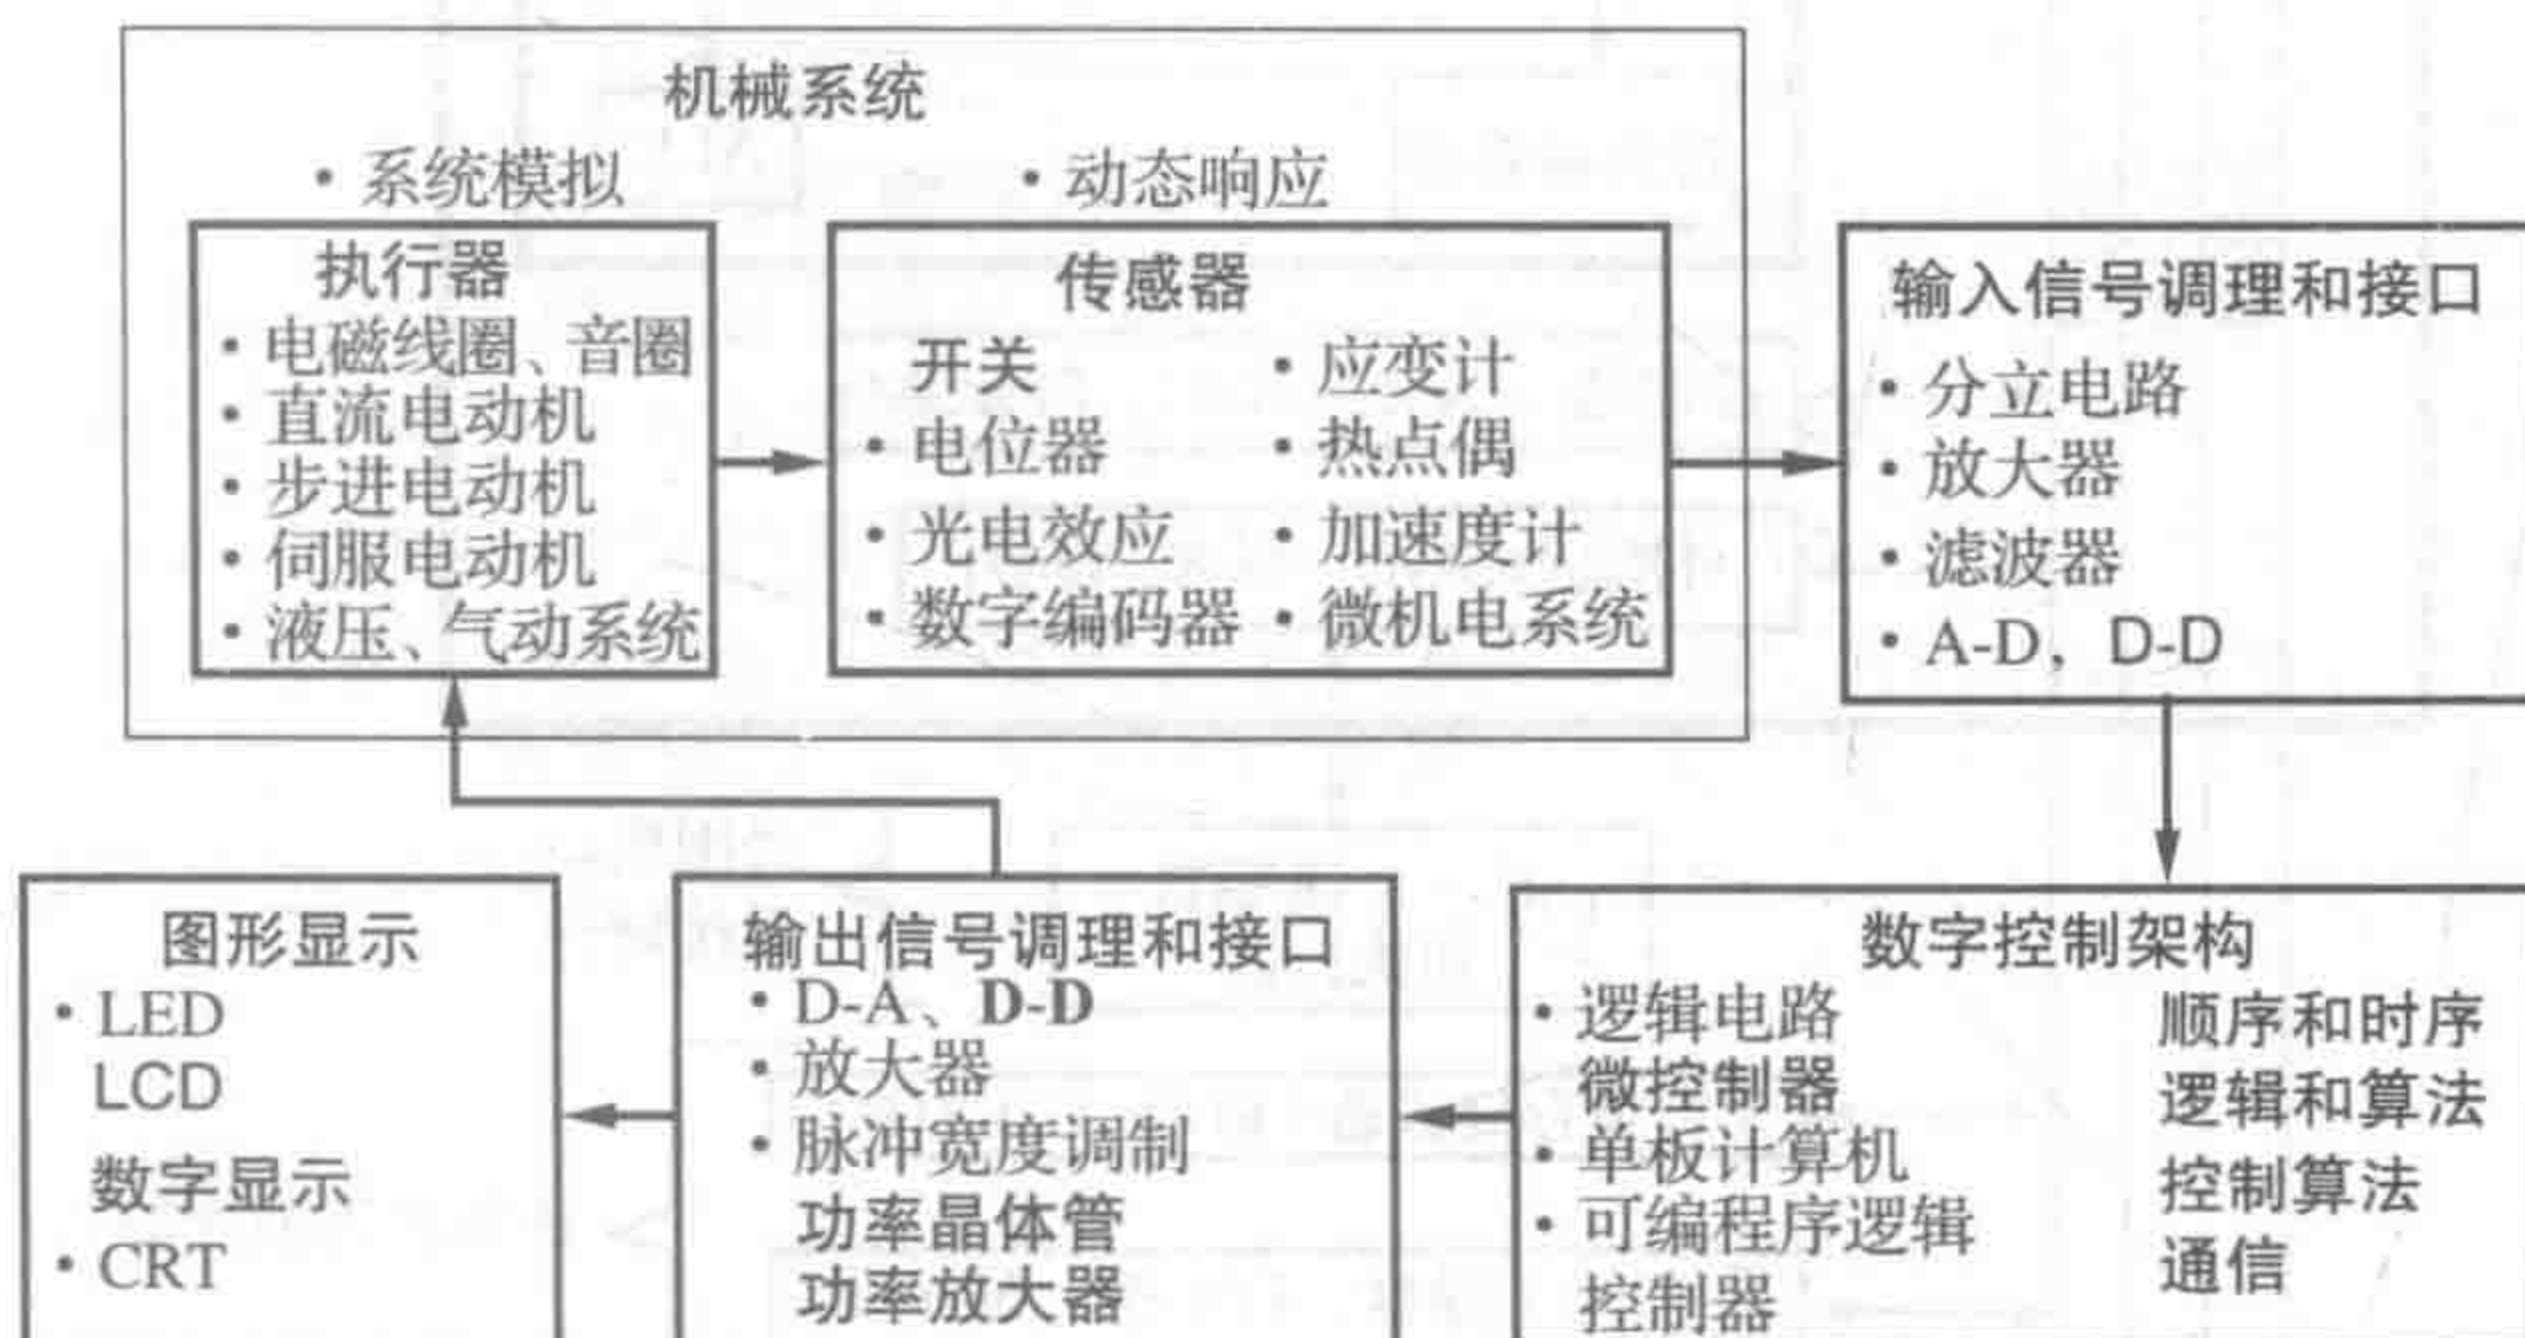 机械系统
· 系统模拟
· 动态响应
执行器
· 电磁线圈、音圈
· 直流电动机
· 步进电动机
· 伺服电动机
· 液压、气动系统
传感器
开关
· 电位器
· 光电效应
· 数字编码器
· 应变计
· 热点偶
· 加速度计
· 微机电系统
输入信号调理和接口
· 分立电路
· 放大器
· 滤波器
· A-D，D-D
图形显示
· LED
LCD
数字显示
· CRT
输出信号调理和接口
· D-A、D-D
· 放大器
· 脉冲宽度调制
功率晶体管
功率放大器
数字控制架构
· 逻辑电路
微控制器
· 单板计算机
· 可编程序逻辑
控制器
顺序和时序
逻辑和算法
控制算法
通信